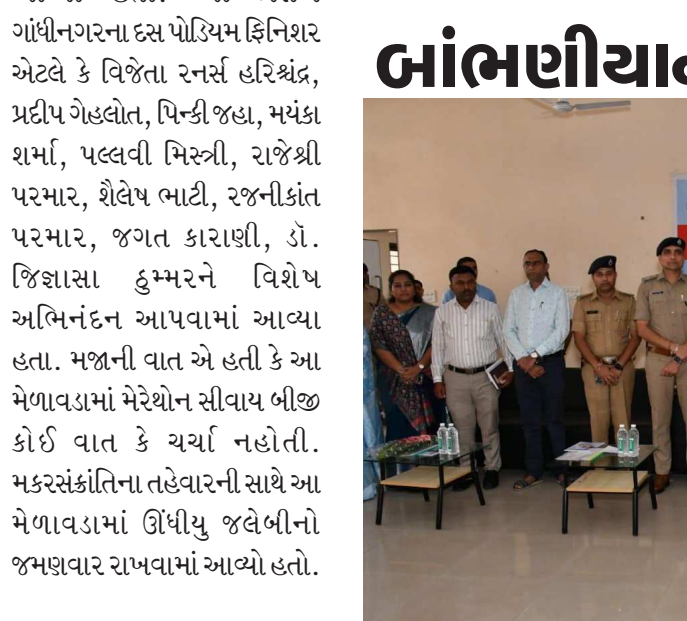 ગાંધીનગરના દસ પોડિયમ ફિનિશર
એટલે કે વિજેતા રનર્સ હરિશ્ચંદ્ર,
પ્રદીપ ગેહલોત, પિન્કી જહા, મયંકા
શર્મા, પલ્લવી મિસ્ત્રી, રાજેશ્રી
પરમાર, શૈલેષ ભાટી, રજનીકાંત
પરમાર, જગત કારાણી, ડૉ.
જિજ્ઞાસા ઠુમ્મરને વિશેષ
અભિનંદન આપવામાં આવ્યા
હતા. મજાની વાત એ હતી કે આ
મેળાવડામાં મેરેથોન સીવાય બીજી
કોઈ વાત કે ચર્ચા નહોતી.
મકરસંક્રાંતિના તહેવારની સાથે આ
મેળાવડામાં ઊંધીયુ જલેબીનો
જમણવાર રાખવામાં આવ્યો હતો.
બાંભણીયા